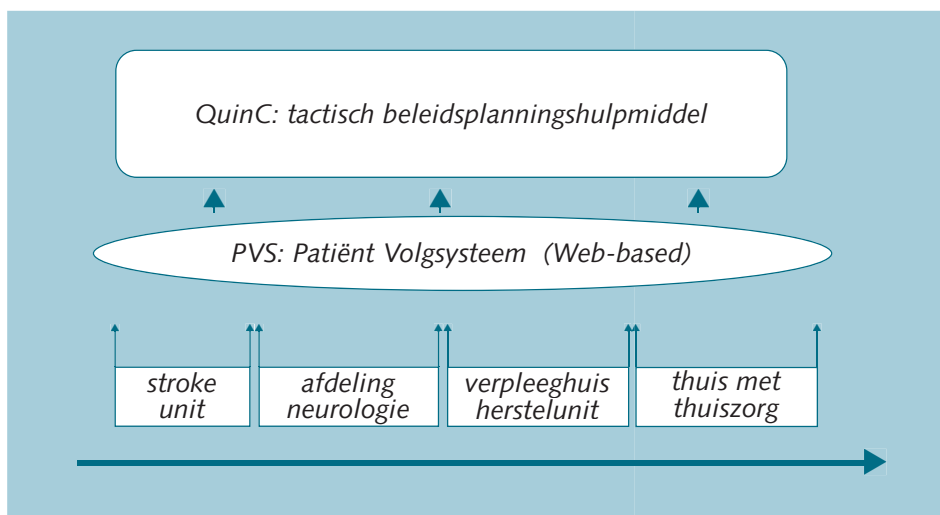 QuinC: tactisch beleidsplanningshulpmiddel
PVS: Patiënt Volgsysteem (Web-based)
stroke
unit
afdeling
neurologie
verpleeghuis
herstelunit
thuis met
thuiszorg